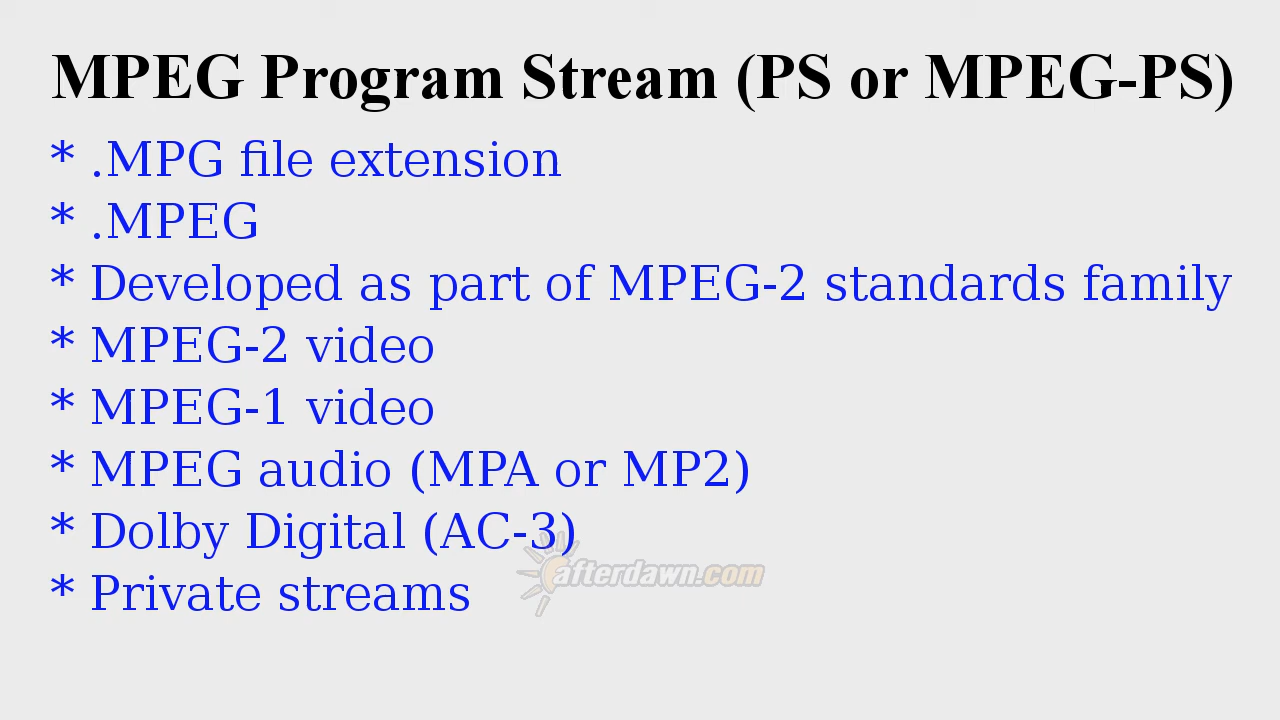 MPEG Program Stream (PS or MPEG-PS)
* .MPG file extension
* .MPEG
* Developed as part of MPEG-2 standards family
* MPEG-2 video
* MPEG-1 video
* MPEG audio (MPA or MP2)
* Dolby Digital (AC-3)
afterdawn.com
* Private streams